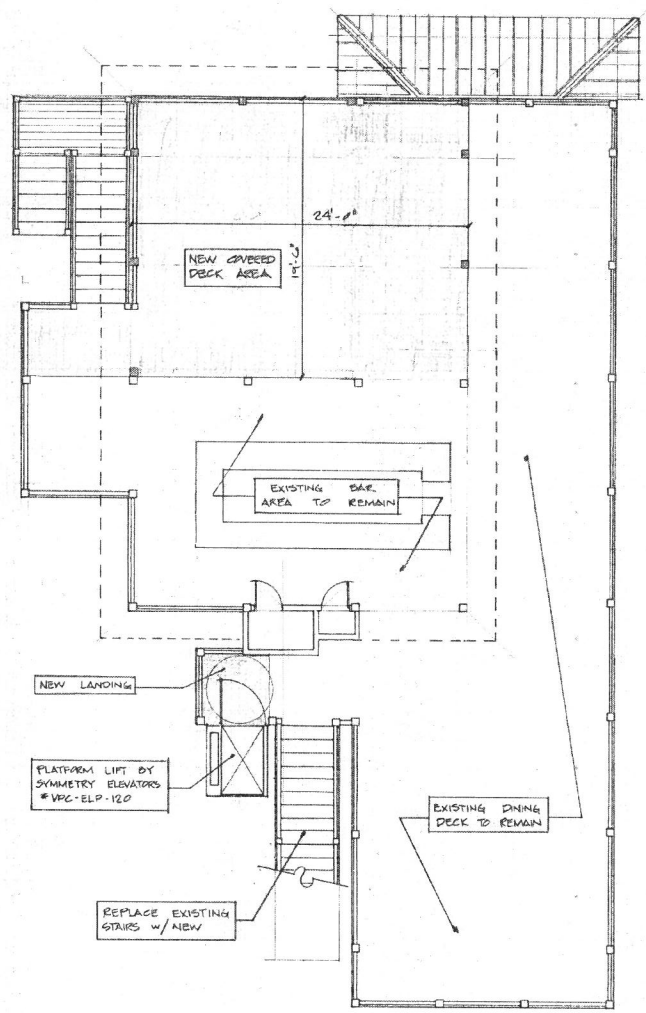 24'-0"
19'-6"
NEW COVERED
DECK AREA
EXISTING BAR
AREA TO REMAIN
NEW LANDING
PLATFORM LIFT BY
SYMMETRY ELEVATORS
#VPC-ELP-120
EXISTING DINING
DECK TO REMAIN
REPLACE EXISTING
STAIRS W/ NEW